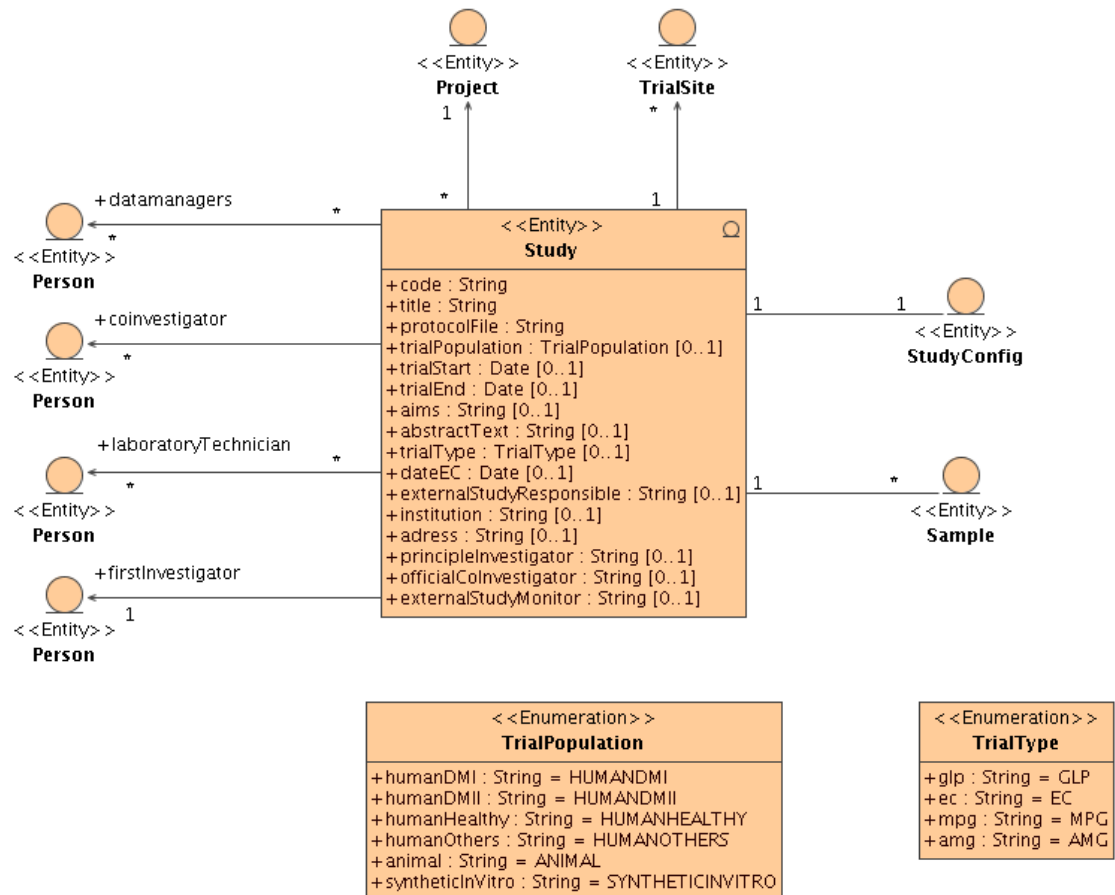 <<Entity>>
Project
1
*
<<Entity>>
TrialSite
*
1
+datamanagers
*
*
<<Entity>>
Person
+coinvestigator
*
<<Entity>>
Person
+laboratoryTechnician
*
*
<<Entity>>
Person
+firstInvestigator
1
<<Entity>>
Person
<<Entity>>
Study
+code : String
+title : String
+protocolFile : String
+trialPopulation : TrialPopulation [0..1]
+trialStart : Date [0..1]
+trialEnd : Date [0..1]
+aims : String [0..1]
+abstractText : String [0..1]
+trialType : TrialType [0..1]
+dateEC : Date [0..1]
+externalStudyResponsible : String [0..1]
+institution : String [0..1]
+adress : String [0..1]
+principleInvestigator : String [0..1]
+officialCoInvestigator : String [0..1]
+externalStudyMonitor : String [0..1]
1
1
<<Entity>>
StudyConfig
1
*
<<Entity>>
Sample
<<Enumeration>>
TrialPopulation
+humanDMI : String = HUMANDMI
+humanDMII : String = HUMANDMII
+humanHealthy : String = HUMANHEALTHY
+humanOthers : String = HUMANOTHERS
+animal : String = ANIMAL
+syntheticInVitro : String = SYNTHETICINVITRO
<<Enumeration>>
TrialType
+glp : String = GLP
+ec : String = EC
+mpg : String = MPG
+amg : String = AMG